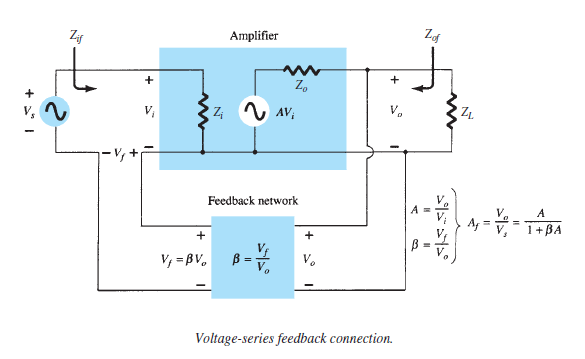 Z_if
Amplifier
Z_of
Z_o
+
V_s
−
+
V_i
−
Z_i
AV_i
+
V_o
−
Z_L
− V_f +
Feedback network
+
V_f = βV_o
−
β = V_f / V_o
+
V_o
−
A = V_o / V_i
β = V_f / V_o
A_f = V_o / V_s = A / 1 + βA
Voltage-series feedback connection.